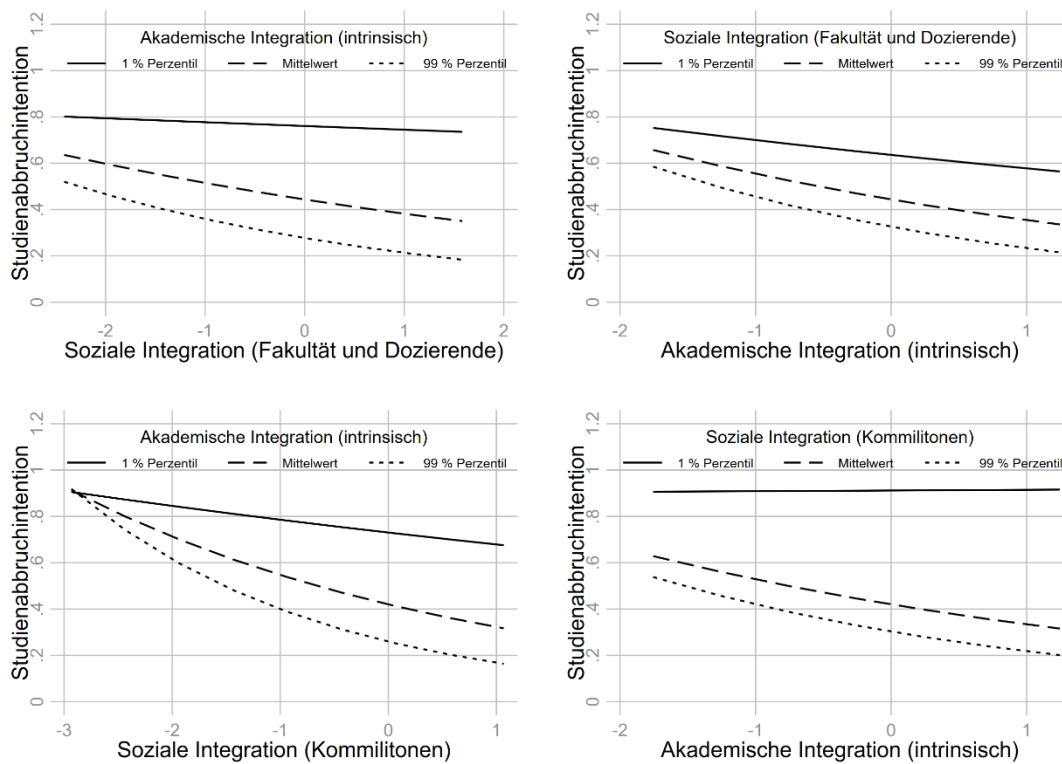 Akademische Integration (intrinsisch)
1 % Perzentil Mittelwert 99 % Perzentil
Studienabbruchintention
1.2
1
.8
.6
.4
.2
0
-2 -1 0 1 2
Soziale Integration (Fakultät und Dozierende)
Soziale Integration (Fakultät und Dozierende)
1 % Perzentil Mittelwert 99 % Perzentil
Studienabbruchintention
1.2
1
.8
.6
.4
.2
0
-2 -1 0 1
Akademische Integration (intrinsisch)
Akademische Integration (intrinsisch)
1 % Perzentil Mittelwert 99 % Perzentil
Studienabbruchintention
1.2
1
.8
.6
.4
.2
0
-3 -2 -1 0 1
Soziale Integration (Kommilitonen)
Soziale Integration (Kommilitonen)
1 % Perzentil Mittelwert 99 % Perzentil
Studienabbruchintention
1.2
1
.8
.6
.4
.2
0
-2 -1 0 1
Akademische Integration (intrinsisch)